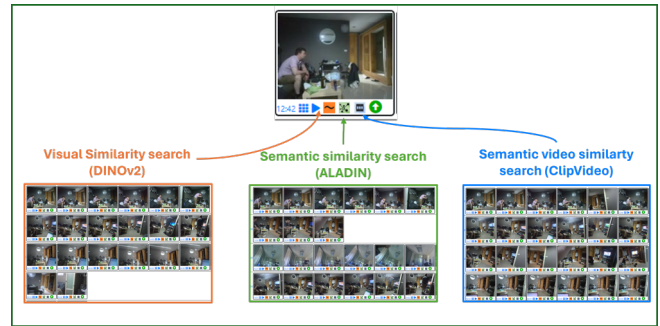 12:42
Visual Similarity search
(DINOv2)
Semantic similarity search
(ALADIN)
Semantic video similarty
search (ClipVideo)